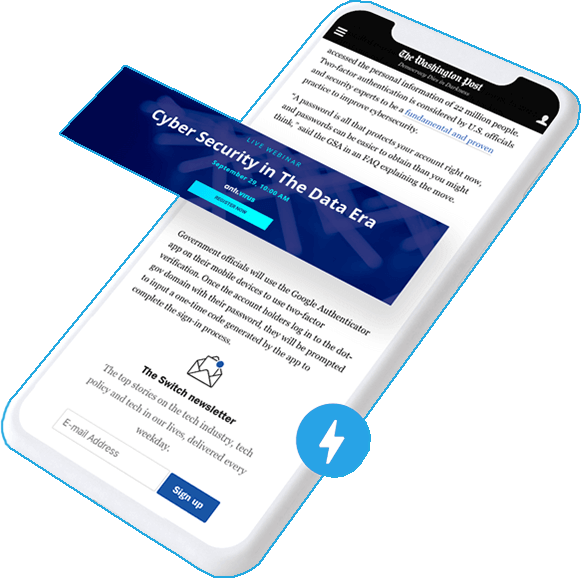 The Washington Post
Democracy Dies in Darkness
accessed the personal information of 22 million people.
Two-factor authentication is considered by U.S. officials
and security experts to be a fundamental and proven
practice to improve cybersecurity.
"A password is all that protects your account right now,
and passwords can be easier to obtain than you might
think," said the GSA in an FAQ explaining the move.
LIVE WEBINAR
Cyber Security in The Data Era
September 29, 10:00 AM
REGISTER NOW
Government officials will use the Google Authenticator
app on their mobile devices to use two-factor
verification. Once the account holders log in to the dot-
gov domain with their password, they will be prompted
to input a one-time code generated by the app to
complete the sign-in process.
The Switch newsletter
The top stories on the tech industry, tech
policy and tech in our lives, delivered every
weekday.
E-mail Address
Sign up